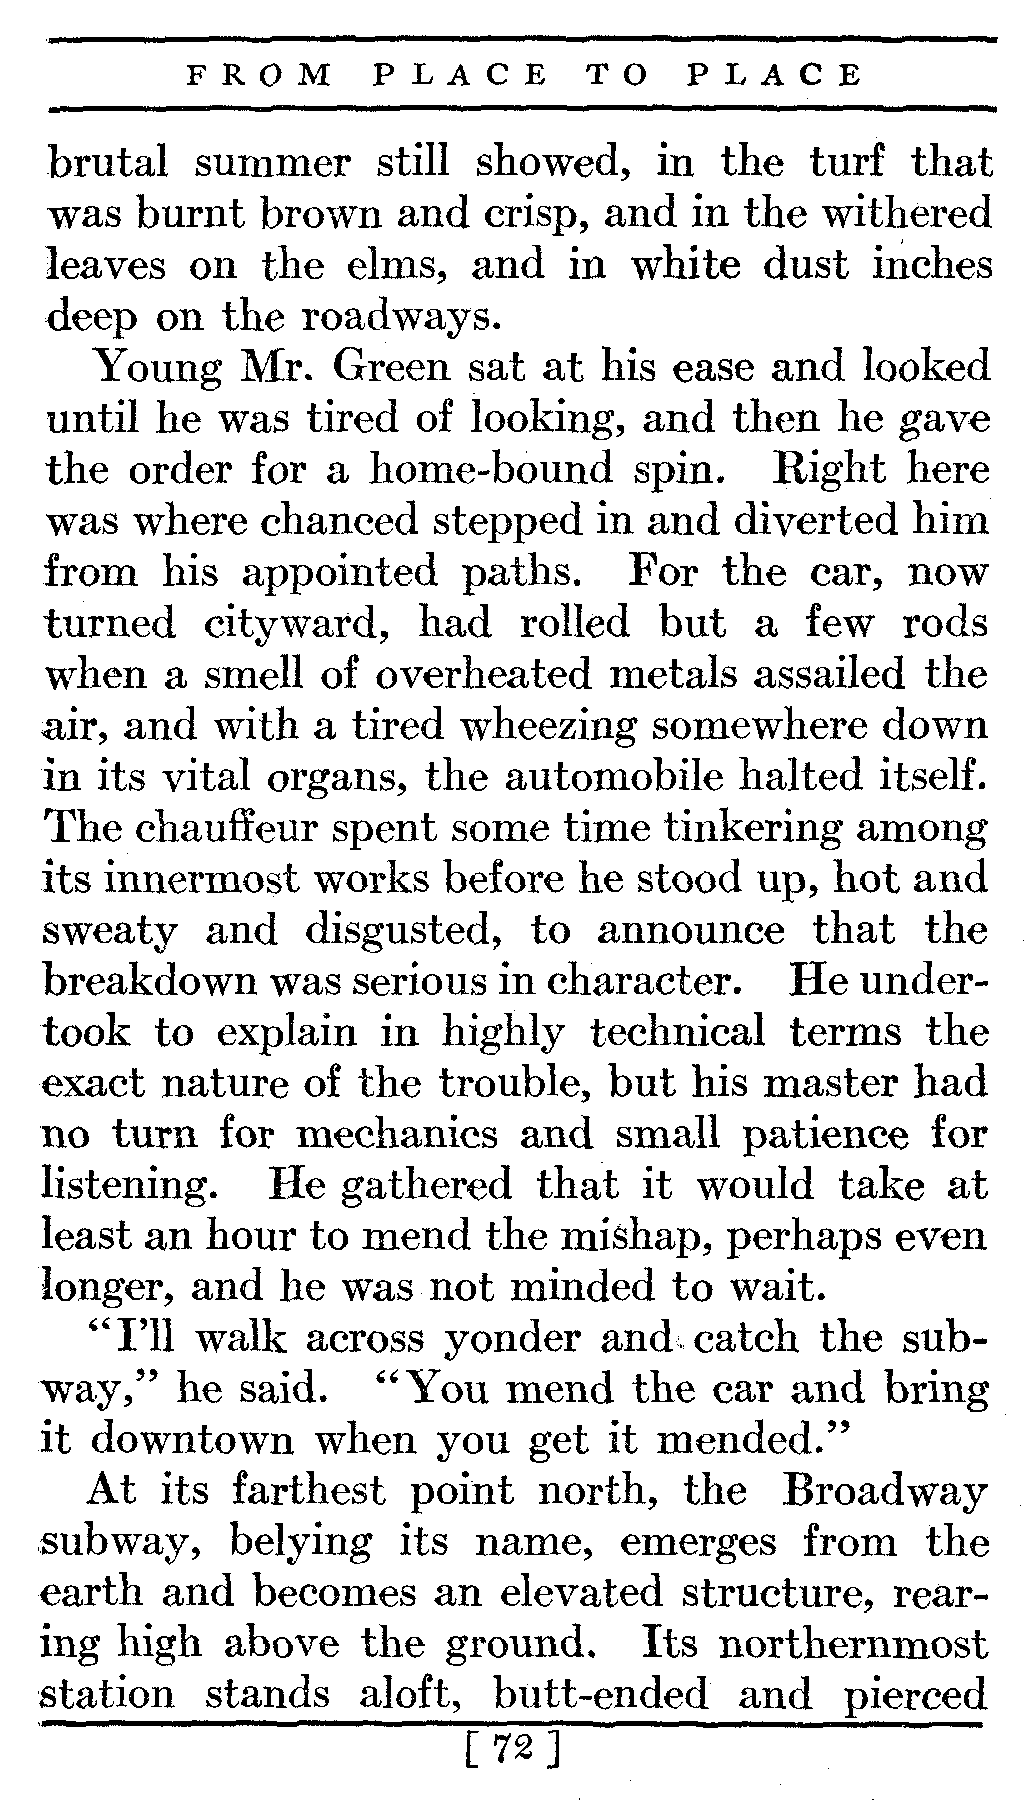 FROM PLACE TO PLACE
brutal summer still showed, in the turf that
was burnt brown and crisp, and in the withered
leaves on the elms, and in white dust inches
deep on the roadways.
Young Mr. Green sat at his ease and looked
until he was tired of looking, and then he gave
the order for a home-bound spin. Right here
was where chanced stepped in and diverted him
from his appointed paths. For the car, now
turned cityward, had rolled but a few rods
when a smell of overheated metals assailed the
air, and with a tired wheezing somewhere down
in its vital organs, the automobile halted itself.
The chauffeur spent some time tinkering among
its innermost works before he stood up, hot and
sweaty and disgusted, to announce that the
breakdown was serious in character. He under-
took to explain in highly technical terms the
exact nature of the trouble, but his master had
no turn for mechanics and small patience for
listening. He gathered that it would take at
least an hour to mend the mishap, perhaps even
longer, and he was not minded to wait.
“I’ll walk across yonder and catch the sub-
way,” he said. “You mend the car and bring
it downtown when you get it mended.”
At its farthest point north, the Broadway
subway, belying its name, emerges from the
earth and becomes an elevated structure, rear-
ing high above the ground. Its northernmost
station stands aloft, butt-ended and pierced
[ 72 ]